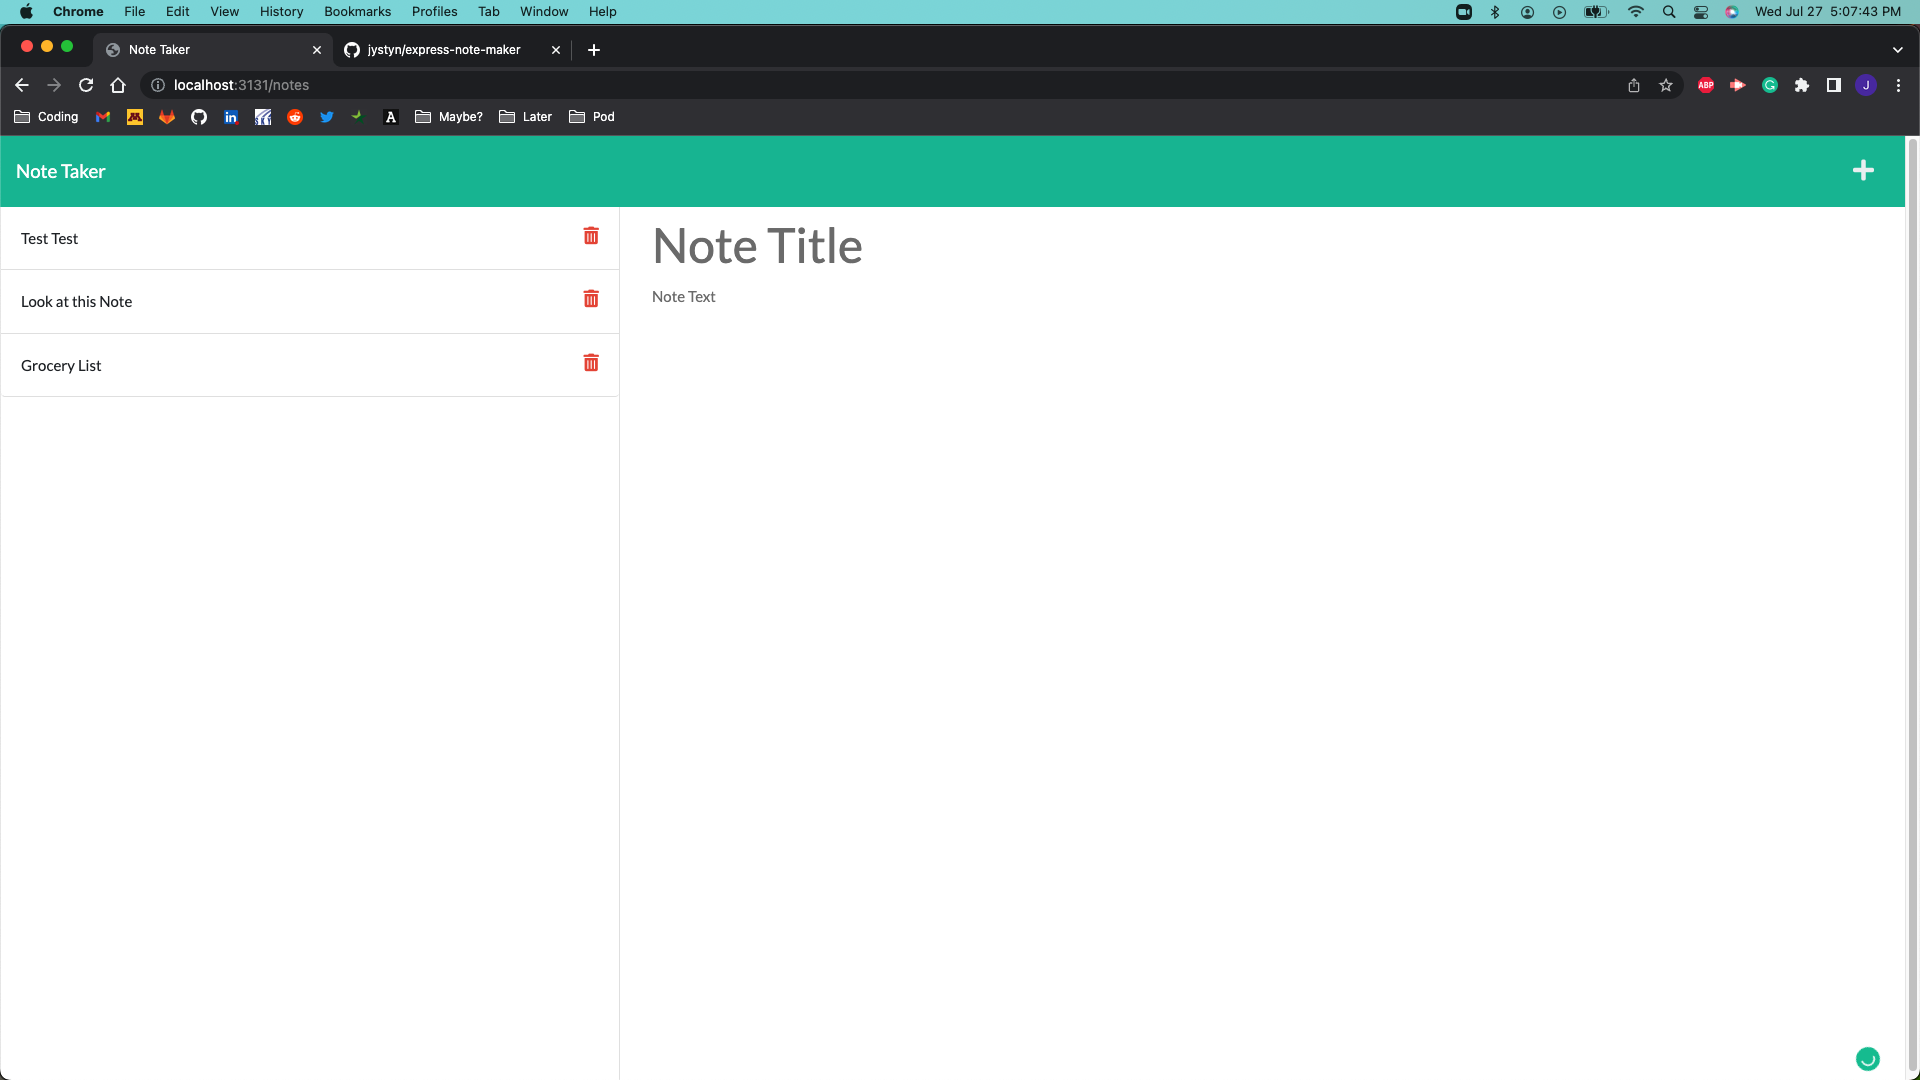 Chrome File Edit View History Bookmarks Profiles Tab Window Help Wed Jul 27 5:07:43 PM
Note Taker jystyn/express-note-maker
localhost:3131/notes ABP G J
Coding in SKT A Maybe? Later Pod
Note Taker
Test Test
Look at this Note
Grocery List
Note Title
Note Text